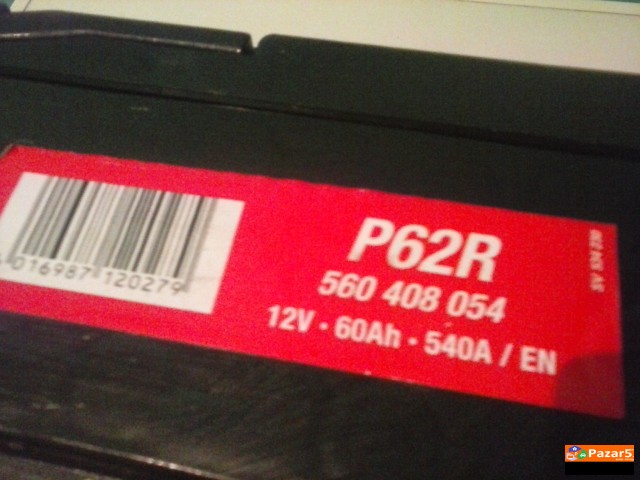 P62R
560 408 054
12V · 60Ah · 540A / EN
016987 120279
Pazar5